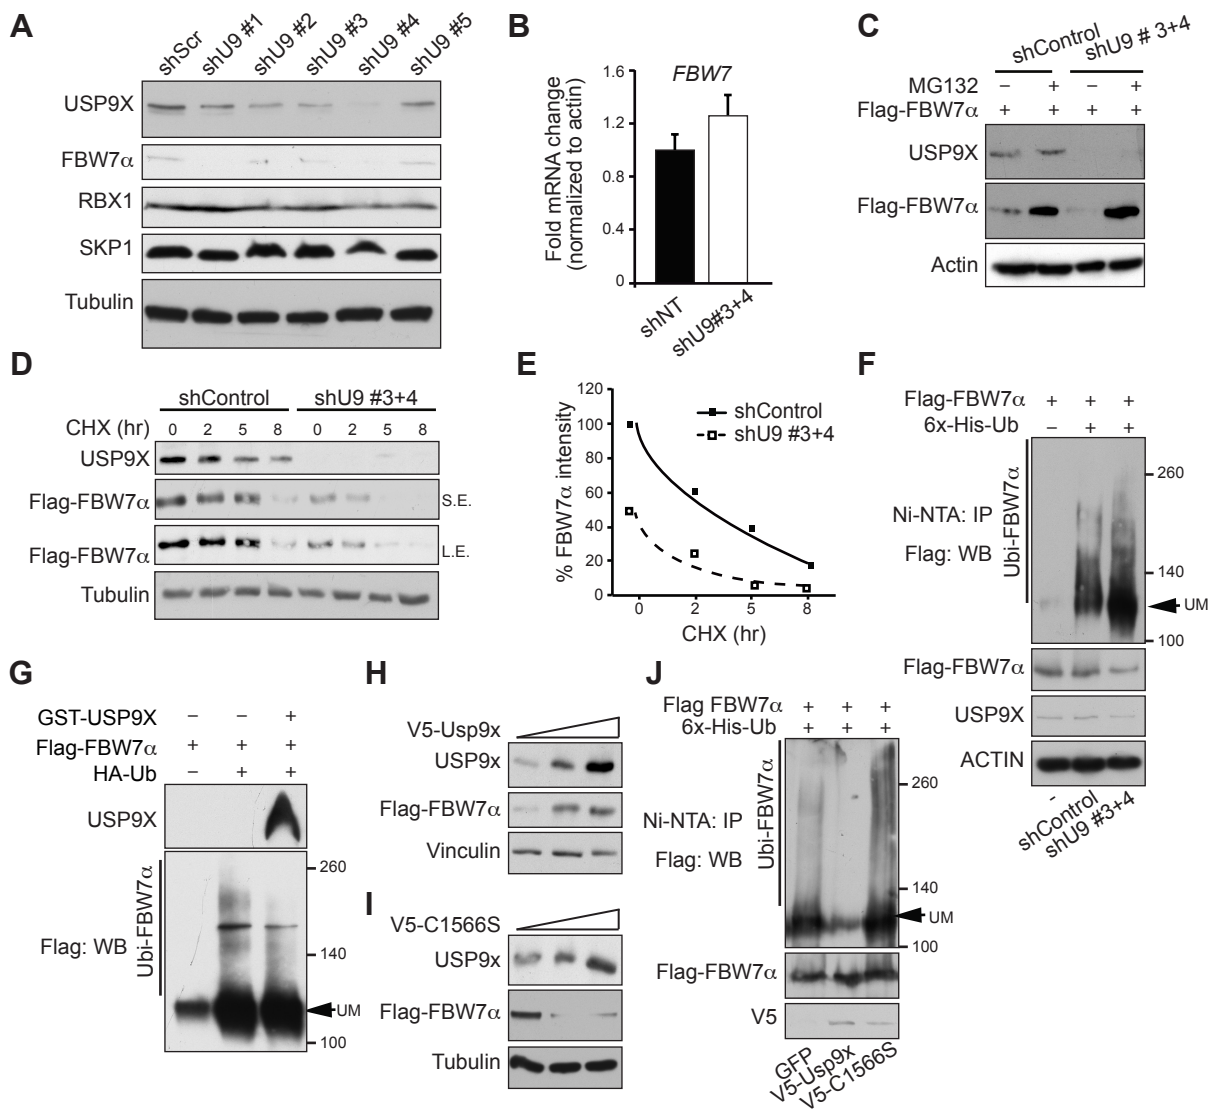 A
shScr
shU9 #1
shU9 #2
shU9 #3
shU9 #4
shU9 #5
USP9X
FBW7α
RBX1
SKP1
Tubulin
B
FBW7
Fold mRNA change
(normalized to actin)
1.6
1.2
0.8
0.4
0
shNT
shU9#3+4
C
shControl
shU9 # 3+4
MG132 – + – +
Flag-FBW7α + + + +
USP9X
Flag-FBW7α
Actin
D
shControl shU9 #3+4
CHX (hr) 0 2 5 8 0 2 5 8
USP9X
Flag-FBW7α S.E.
Flag-FBW7α L.E.
Tubulin
E
% FBW7α intensity
120
100
80
60
40
20
0
shControl
shU9 #3+4
0 2 5 8
CHX (hr)
F
Flag-FBW7α + + +
6x-His-Ub – + +
Ni-NTA: IP
Flag: WB
Ubi-FBW7α
260
140
UM
100
Flag-FBW7α
USP9X
ACTIN
-
shControl
shU9 #3+4
G
GST-USP9X – – +
Flag-FBW7α + + +
HA-Ub – + +
USP9X
Flag: WB
Ubi-FBW7α
260
140
UM
100
H
V5-Usp9x
USP9x
Flag-FBW7α
Vinculin
I
V5-C1566S
USP9x
Flag-FBW7α
Tubulin
J
Flag FBW7α + + +
6x-His-Ub + + +
Ni-NTA: IP
Flag: WB
Ubi-FBW7α
260
140
UM
100
Flag-FBW7α
V5
GFP
V5-Usp9x
V5-C1566S